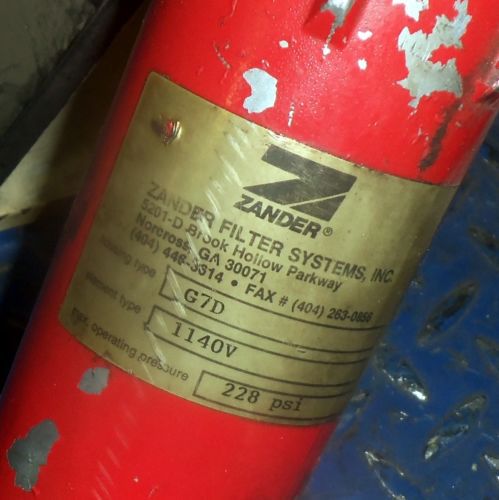 ZANDER®
ZANDER FILTER SYSTEMS, INC.
5201-D Brook Hollow Parkway
Norcross, GA 30071
(404) 448-3314 • FAX # (404) 263-0856
housing type G7D
element type 1140V
max. operating pressure 228 psi